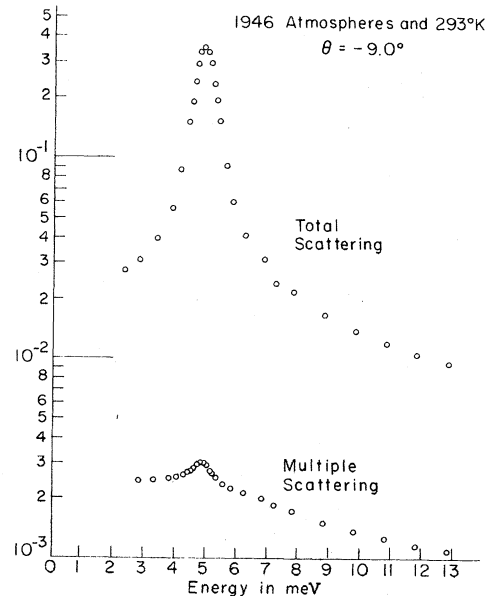 1946 Atmospheres and 293°K
θ = -9.0°
5
4
3
2
10⁻¹
8
6
5
4
3
2
10⁻²
8
6
5
4
3
2
10⁻³
Total
Scattering
Multiple
Scattering
0 1 2 3 4 5 6 7 8 9 10 11 12 13
Energy in meV